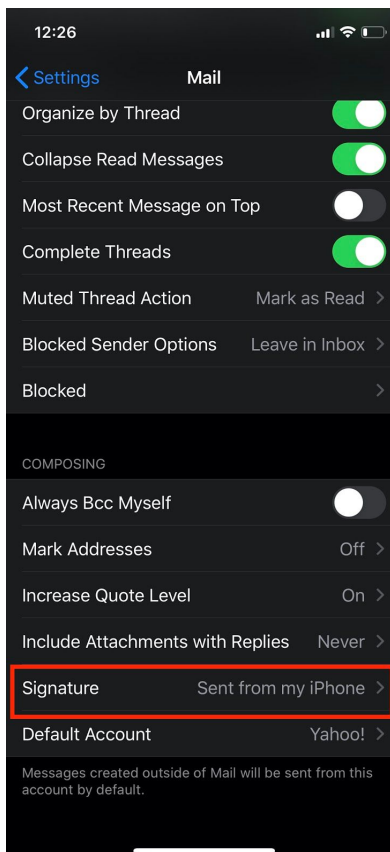 12:26
Settings Mail
Organize by Thread
Collapse Read Messages
Most Recent Message on Top
Complete Threads
Muted Thread Action Mark as Read
Blocked Sender Options Leave in Inbox
Blocked
COMPOSING
Always Bcc Myself
Mark Addresses Off
Increase Quote Level On
Include Attachments with Replies Never
Signature Sent from my iPhone
Default Account Yahoo!
Messages created outside of Mail will be sent from this
account by default.